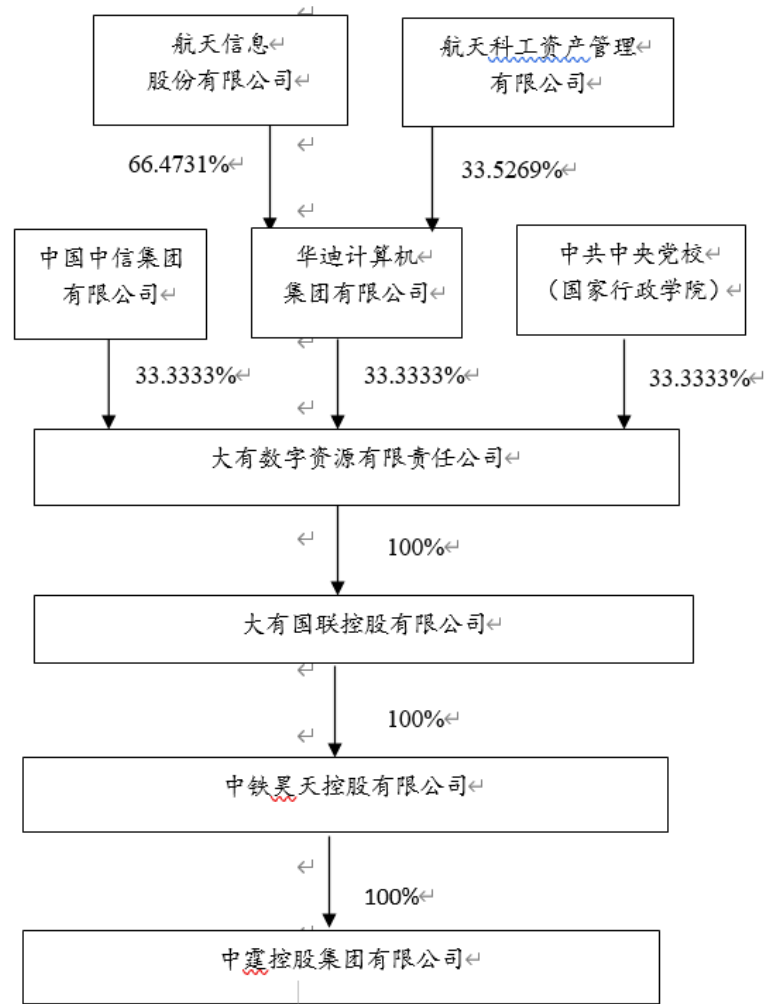 航天信息
股份有限公司
航天科工资产管理
有限公司
66.4731%
33.5269%
中国中信集团
有限公司
华迪计算机
集团有限公司
中共中央党校
（国家行政学院）
33.3333%
33.3333%
33.3333%
大有数字资源有限责任公司
100%
大有国联控股有限公司
100%
中铁昊天控股有限公司
100%
中霆控股集团有限公司